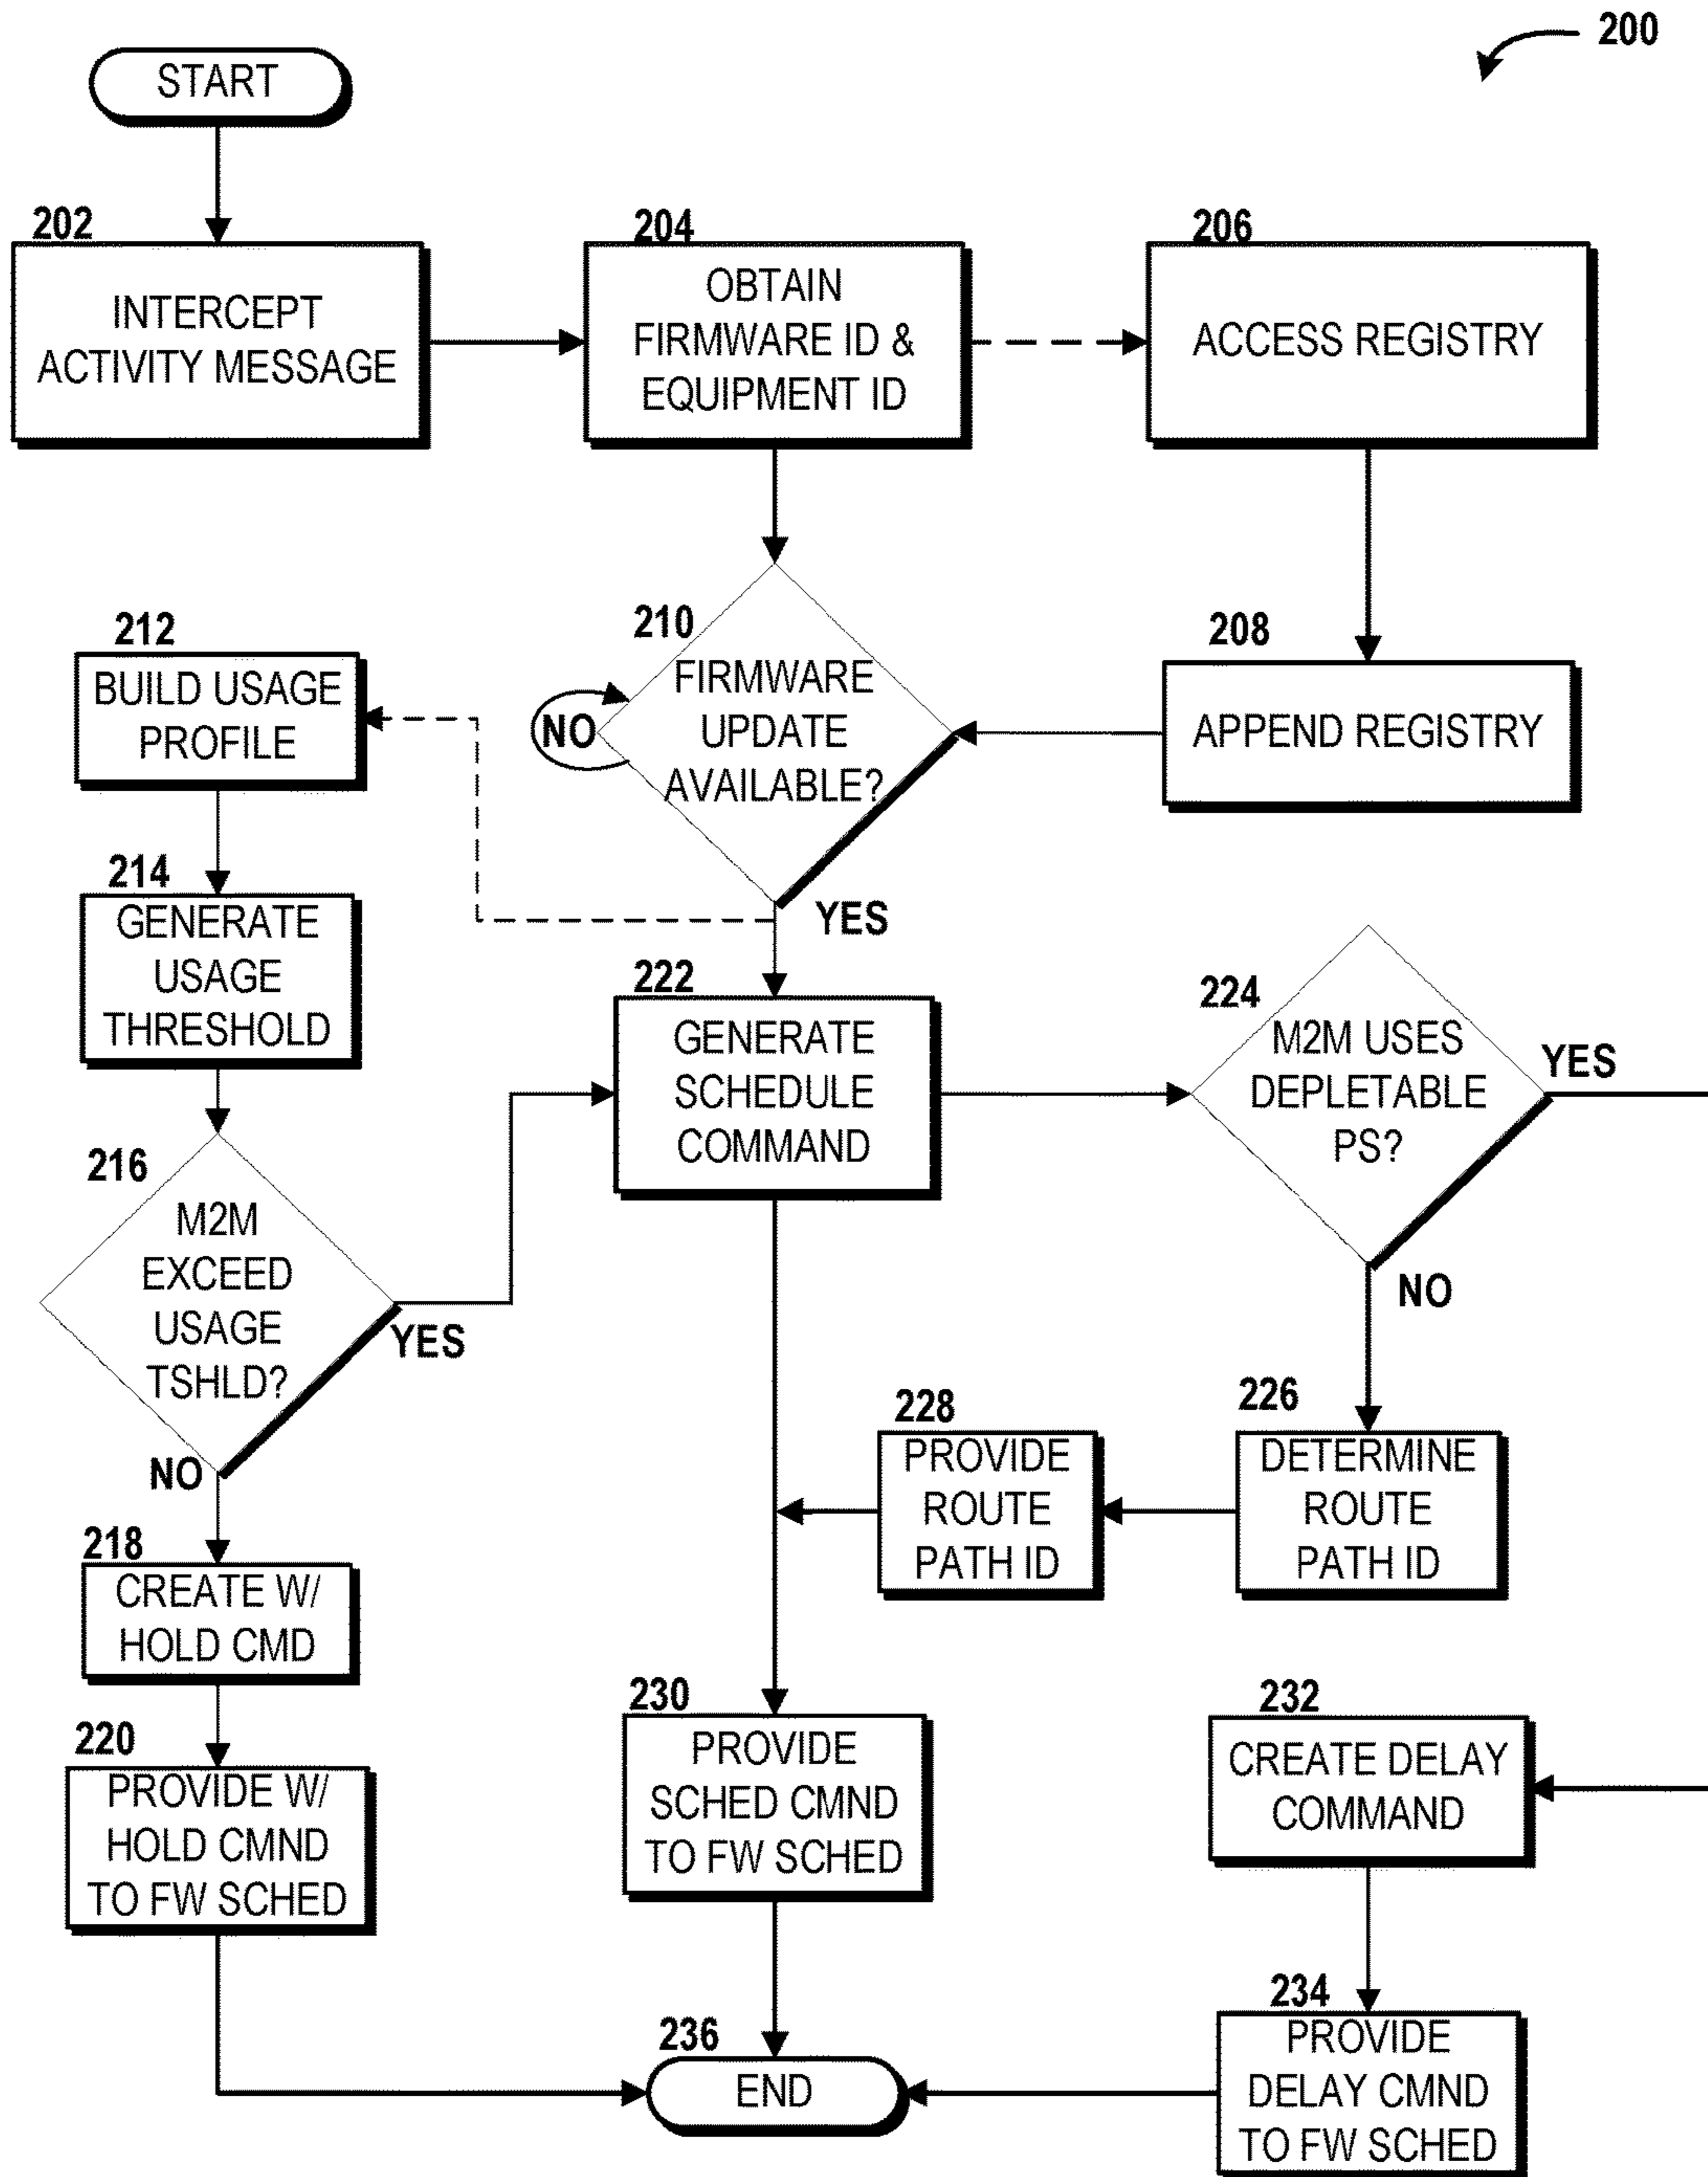 200
START
202
INTERCEPT
ACTIVITY MESSAGE
204
OBTAIN
FIRMWARE ID &
EQUIPMENT ID
206
ACCESS REGISTRY
208
APPEND REGISTRY
210
FIRMWARE
UPDATE
AVAILABLE?
NO
YES
212
BUILD USAGE
PROFILE
214
GENERATE
USAGE
THRESHOLD
216
M2M
EXCEED
USAGE
TSHLD?
YES
NO
218
CREATE W/
HOLD CMD
220
PROVIDE W/
HOLD CMND
TO FW SCHED
222
GENERATE
SCHEDULE
COMMAND
224
M2M USES
DEPLETABLE
PS?
YES
NO
226
DETERMINE
ROUTE
PATH ID
228
PROVIDE
ROUTE
PATH ID
230
PROVIDE
SCHED CMND
TO FW SCHED
232
CREATE DELAY
COMMAND
234
PROVIDE
DELAY CMND
TO FW SCHED
236
END